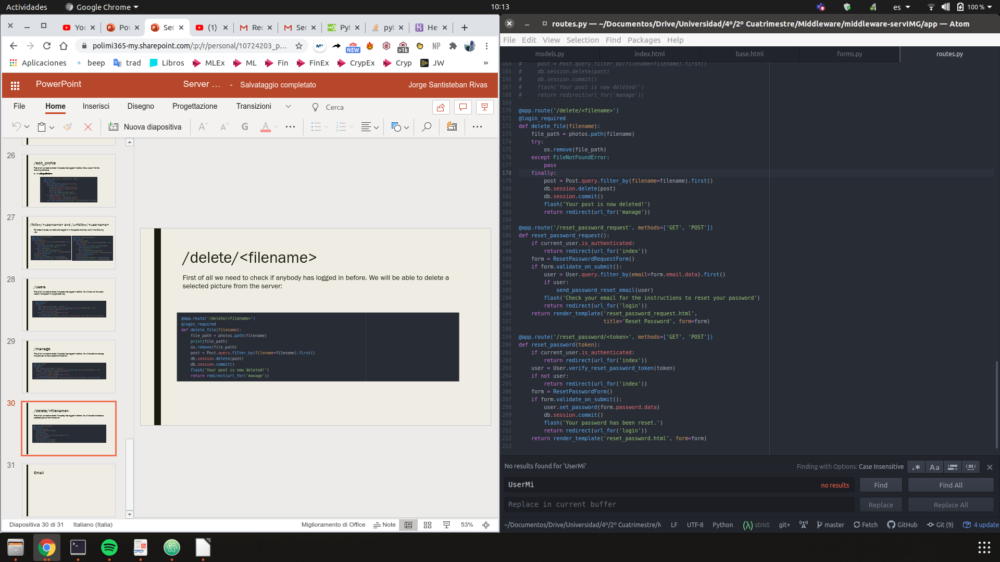 Actividades
Google Chrome
10:13
es
100 %
You
Pov
Ser
(1)
Rec
Ser
Pyt
pyt
He
polimi365-my.sharepoint.com/:p:/r/personal/10724203_p...
NEW
>1k
NP
Aplicaciones
beep
trad
Libros
MLEx
ML
Fin
FinEx
CrypEx
Cryp
JW
»
PowerPoint
Server ...
- Salvataggio completato
Jorge Santisteban Rivas
File
Home
Inserisci
Disegno
Progettazione
Transizioni
Cerca
Nuova diapositiva
A
A
G
A
26
/edit_profile
27
/follow/<username> and /unfollow/<username>
28
/users
29
/manage
30
/delete/<filename>
31
Email
/delete/<filename>
First of all we need to check if anybody has logged in before. We will be able to delete a
selected picture from the server:
@app.route('/delete/<filename>')
@login_required
def delete_file(filename):
file_path = photos.path(filename)
print(file_path)
os.remove(file_path)
post = Post.query.filter_by(filename=filename).first()
db.session.delete(post)
db.session.commit()
flash('Your post is now deleted!')
return redirect(url_for('manage'))
Diapositiva 30 di 31
Italiano (Italia)
Miglioramento di Office
Note
53%
routes.py — ~/Documentos/Drive/Universidad/4º/2º Cuatrimestre/Middleware/middleware-servIMG/app — Atom
File Edit View Selection Find Packages Help
models.py
index.html
base.html
forms.py
routes.py
164 # post = Post.query.filter_by(filename=filename).first()
165 # db.session.delete(post)
166 # db.session.commit()
167 # flash('Your post is now deleted!')
168 # return redirect(url_for('manage'))
169
170 @app.route('/delete/<filename>')
171 @login_required
172 def delete_file(filename):
173 file_path = photos.path(filename)
174 try:
175 os.remove(file_path)
176 except FileNotFoundError:
177 pass
178 finally:
179 post = Post.query.filter_by(filename=filename).first()
180 db.session.delete(post)
181 db.session.commit()
182 flash('Your post is now deleted!')
183 return redirect(url_for('manage'))
184
185 @app.route('/reset_password_request', methods=['GET', 'POST'])
186 def reset_password_request():
187 if current_user.is_authenticated:
188 return redirect(url_for('index'))
189 form = ResetPasswordRequestForm()
190 if form.validate_on_submit():
191 user = User.query.filter_by(email=form.email.data).first()
192 if user:
193 send_password_reset_email(user)
194 flash('Check your email for the instructions to reset your password')
195 return redirect(url_for('login'))
196 return render_template('reset_password_request.html',
197 title='Reset Password', form=form)
198
199 @app.route('/reset_password/<token>', methods=['GET', 'POST'])
200 def reset_password(token):
201 if current_user.is_authenticated:
202 return redirect(url_for('index'))
203 user = User.verify_reset_password_token(token)
204 if not user:
205 return redirect(url_for('index'))
206 form = ResetPasswordForm()
207 if form.validate_on_submit():
208 user.set_password(form.password.data)
209 db.session.commit()
210 flash('Your password has been reset.')
211 return redirect(url_for('login'))
212 return render_template('reset_password.html', form=form)
213
No results found for 'UserMi'
Finding with Options: Case Insensitive
.*
Aa
UserMi
no results
Find
Find All
Replace in current buffer
Replace
Replace All
~/Documentos/Drive/Universidad/4º/2º Cuatrimestre/M
LF
UTF-8
Python
(λ) strict
git+
master
Fetch
GitHub
Git (9)
4 update